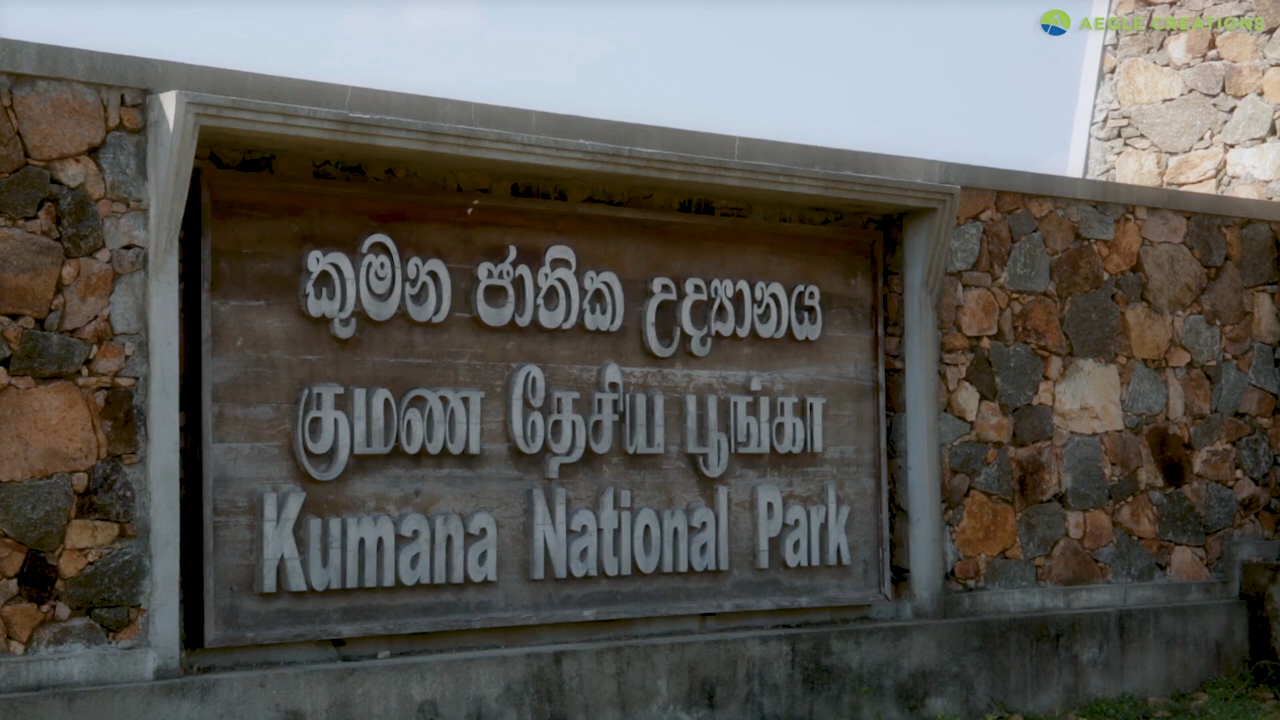 AEGLE CREATIONS
කුමන ජාතික උද්‍යානය
குமண தேசிய பூங்கா
Kumana National Park